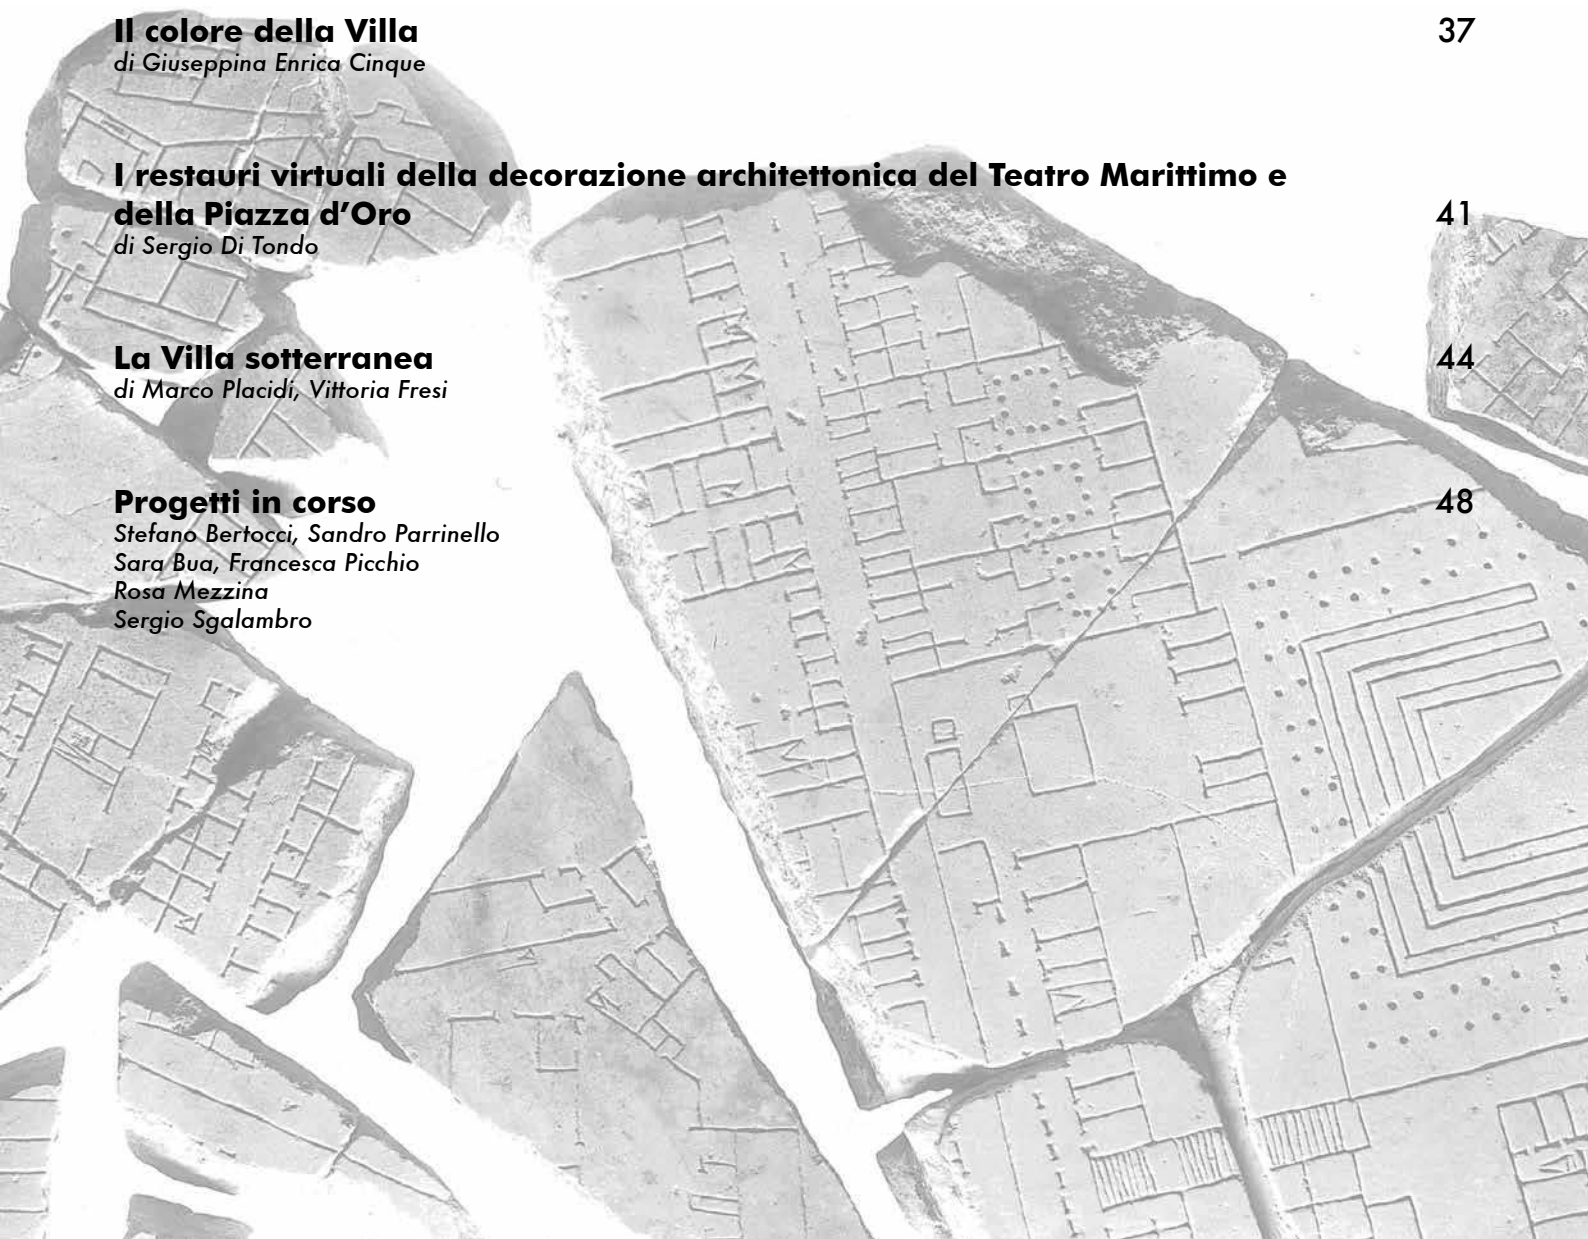 Il colore della Villa 37
di Giuseppina Enrica Cinque
I restauri virtuali della decorazione architettonica del Teatro Marittimo e
della Piazza d’Oro 41
di Sergio Di Tondo
La Villa sotterranea 44
di Marco Placidi, Vittoria Fresi
Progetti in corso 48
Stefano Bertocci, Sandro Parrinello
Sara Bua, Francesca Picchio
Rosa Mezzina
Sergio Sgalambro